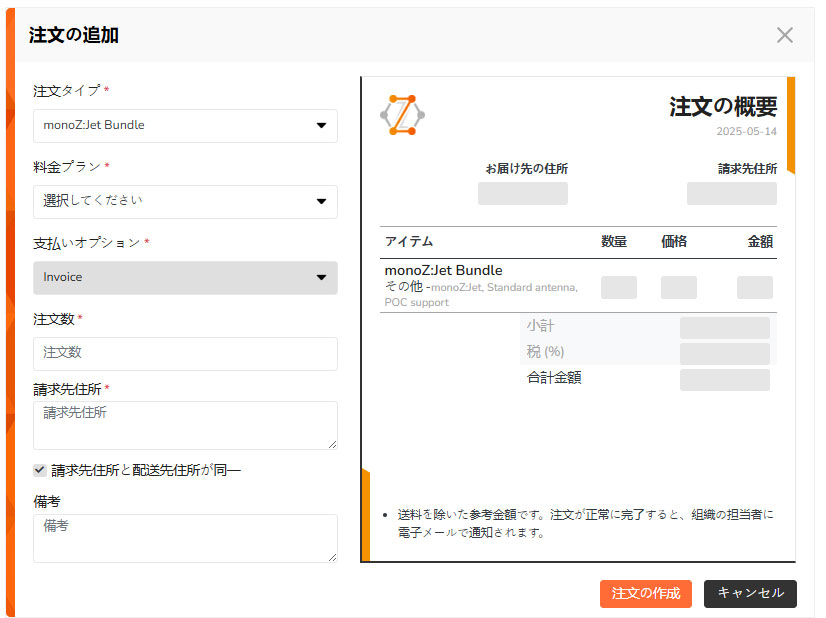 注文の追加
注文タイプ *
monoZ:Jet Bundle
料金プラン *
選択してください
支払いオプション *
Invoice
注文数 *
注文数
請求先住所 *
請求先住所
請求先住所と配送先住所が同一
備考
備考
注文の概要
2025-05-14
お届け先の住所 請求先住所
アイテム 数量 価格 金額
monoZ:Jet Bundle
その他 -monoZ:Jet, Standard antenna,
POC support
小計
税 (%)
合計金額
• 送料を除いた参考金額です。注文が正常に完了すると、組織の担当者に
電子メールで通知されます。
注文の作成 キャンセル